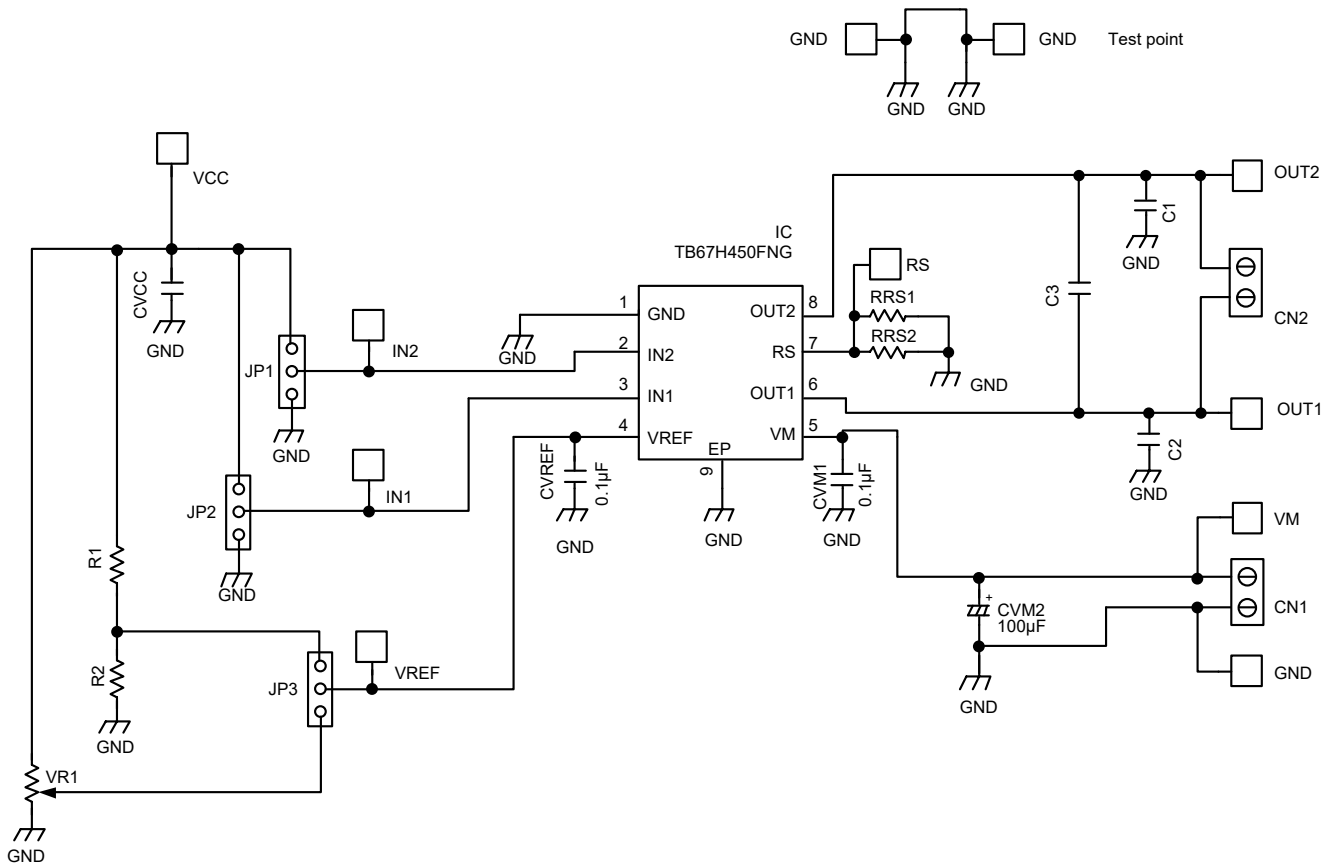 GND
GND
Test point
GND
GND
VCC
OUT2
IC
TB67H450FNG
C1
GND
CVCC
GND
RS
RRS1
RRS2
GND
C3
CN2
IN2
1
GND
GND
2
IN2
3
IN1
4
VREF
OUT2
8
RS
7
OUT1
6
VM
5
EP
9
JP1
GND
OUT1
C2
GND
CVREF
0.1µF
GND
GND
CVM1
0.1µF
GND
IN1
JP2
GND
VM
CN1
+
CVM2
100µF
GND
GND
R1
R2
GND
JP3
VREF
VR1
GND